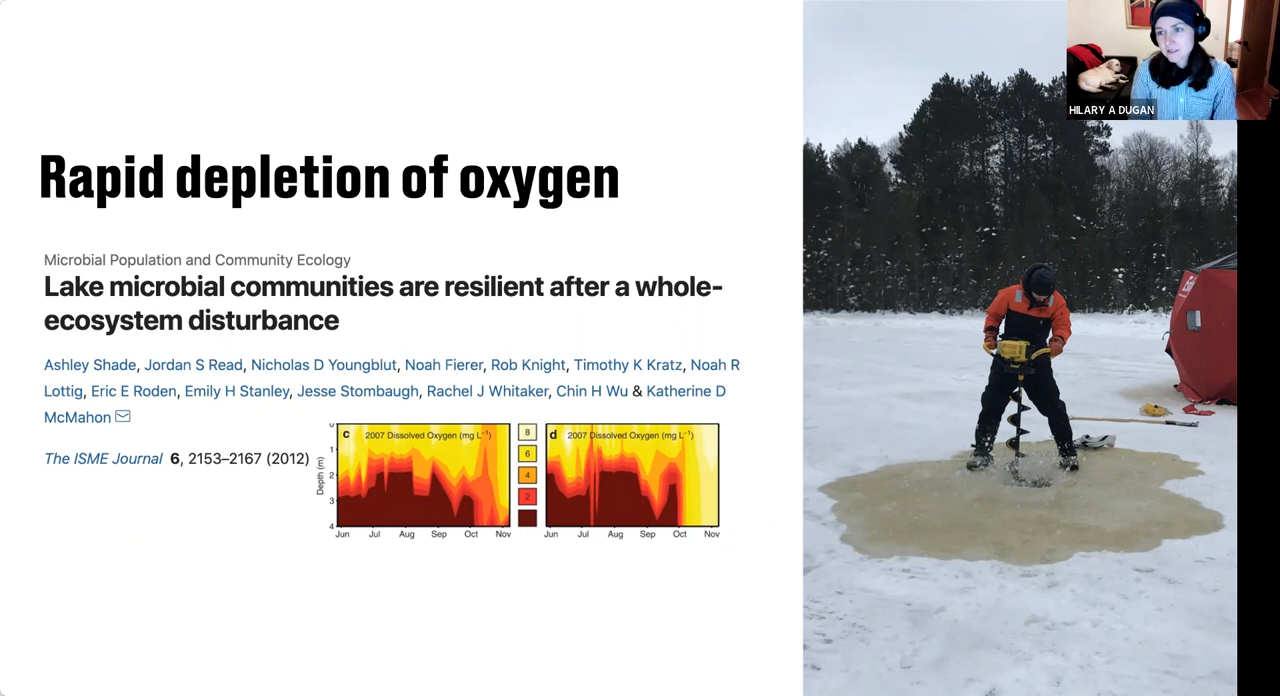 HILARY A DUGAN
Rapid depletion of oxygen
Microbial Population and Community Ecology
Lake microbial communities are resilient after a whole-
ecosystem disturbance
Ashley Shade, Jordan S Read, Nicholas D Youngblut, Noah Fierer, Rob Knight, Timothy K Kratz, Noah R
Lottig, Eric E Roden, Emily H Stanley, Jesse Stombaugh, Rachel J Whitaker, Chin H Wu & Katherine D
McMahon
The ISME Journal 6, 2153–2167 (2012)
c 2007 Dissolved Oxygen (mg L⁻¹)
Depth (m)
0
1
2
3
4
Jun Jul Aug Sep Oct Nov
8
6
4
2
d 2007 Dissolved Oxygen (mg L⁻¹)
Jun Jul Aug Sep Oct Nov